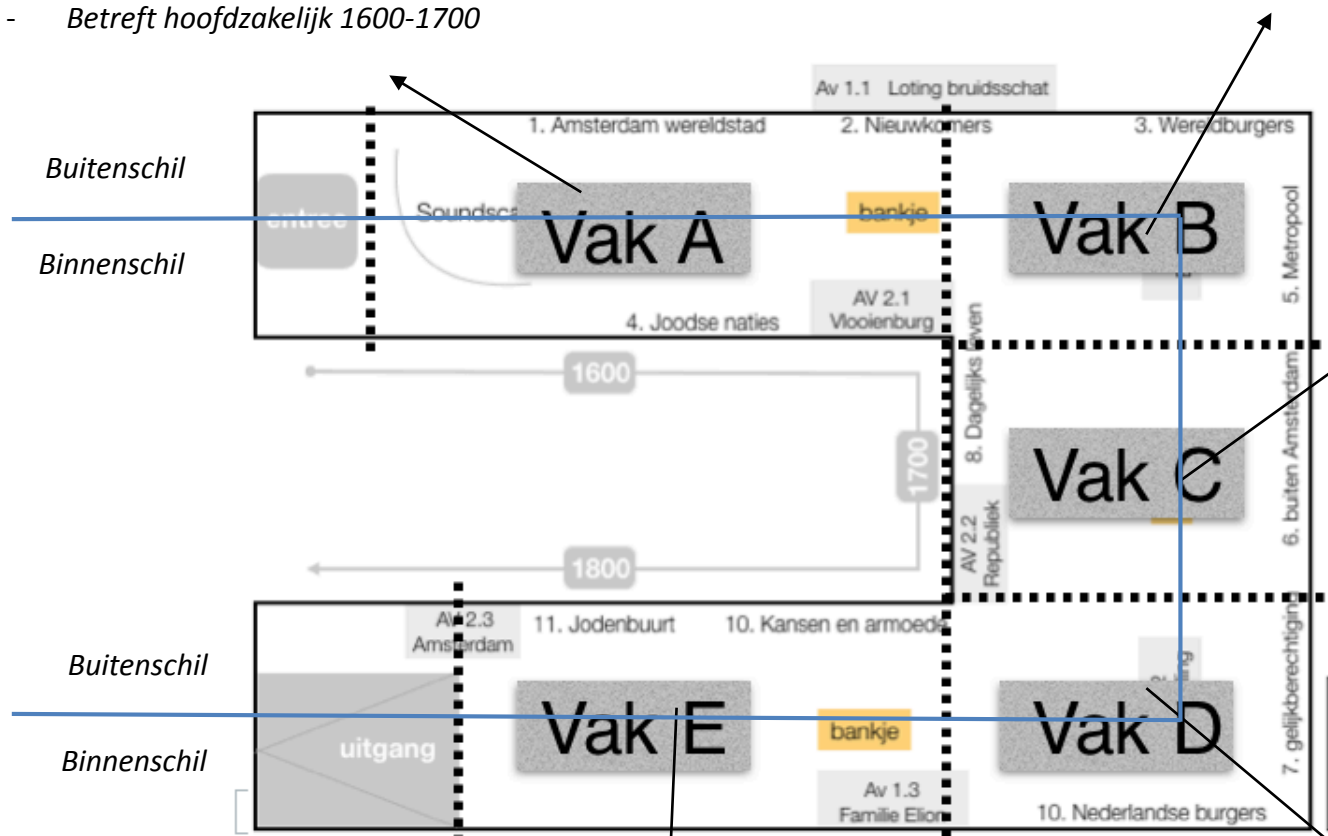 - Betreft hoofdzakelijk 1600-1700
Av 1.1 Loting bruidsschat
1. Amsterdam wereldstad
2. Nieuwkomers
3. Wereldburgers
Buitenschil
entree
Vak A
bankje
Vak B
Binnenschil
5. Metropool
AV 2.1
Vlooienburg
4. Joodse naties
1600
8. Dagelijks leven
6. buiten Amsterdam
Vak C
1700
AV 2.2
Republiek
1800
AV 2.3
Amsterdam
11. Jodenbuurt
10. Kansen en armoede
7. gelijkberechtiging
Buitenschil
uitgang
Vak E
bankje
Vak D
Binnenschil
Av 1.3
Familie Elion
10. Nederlandse burgers